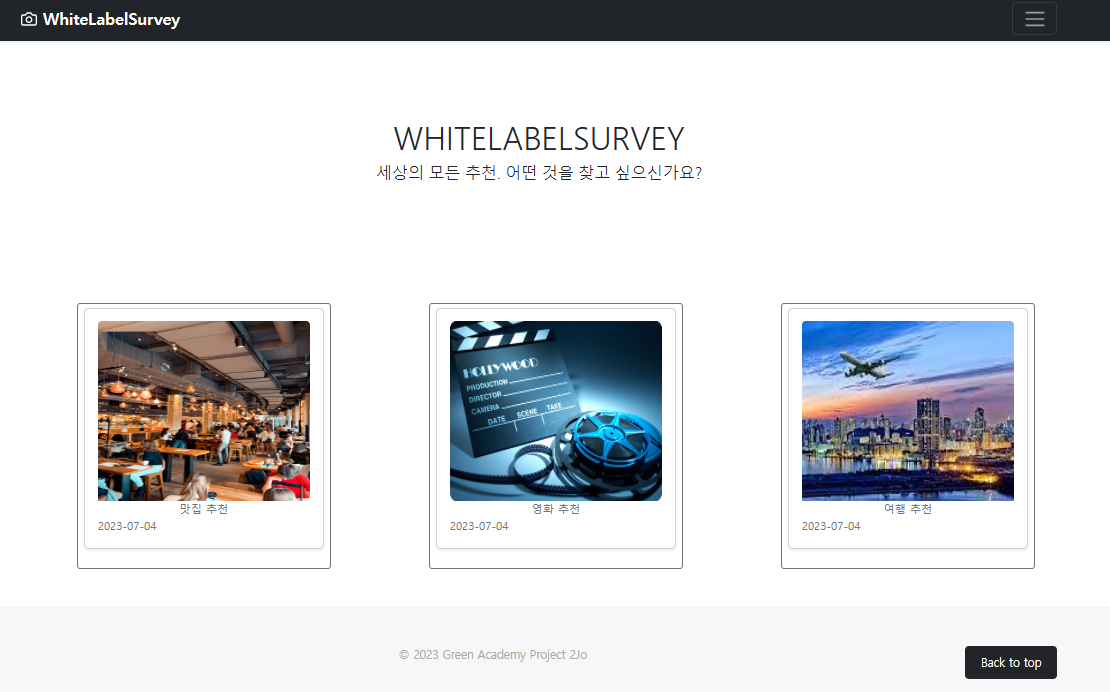 WhiteLabelSurvey
WHITELABELSURVEY
세상의 모든 추천. 어떤 것을 찾고 싶으신가요?
HOLLYWOOD
PRODUCTION
DIRECTOR
CAMERA
DATE SCENE TAKE
맛집 추천
2023-07-04
영화 추천
2023-07-04
여행 추천
2023-07-04
© 2023 Green Academy Project 2Jo
Back to top